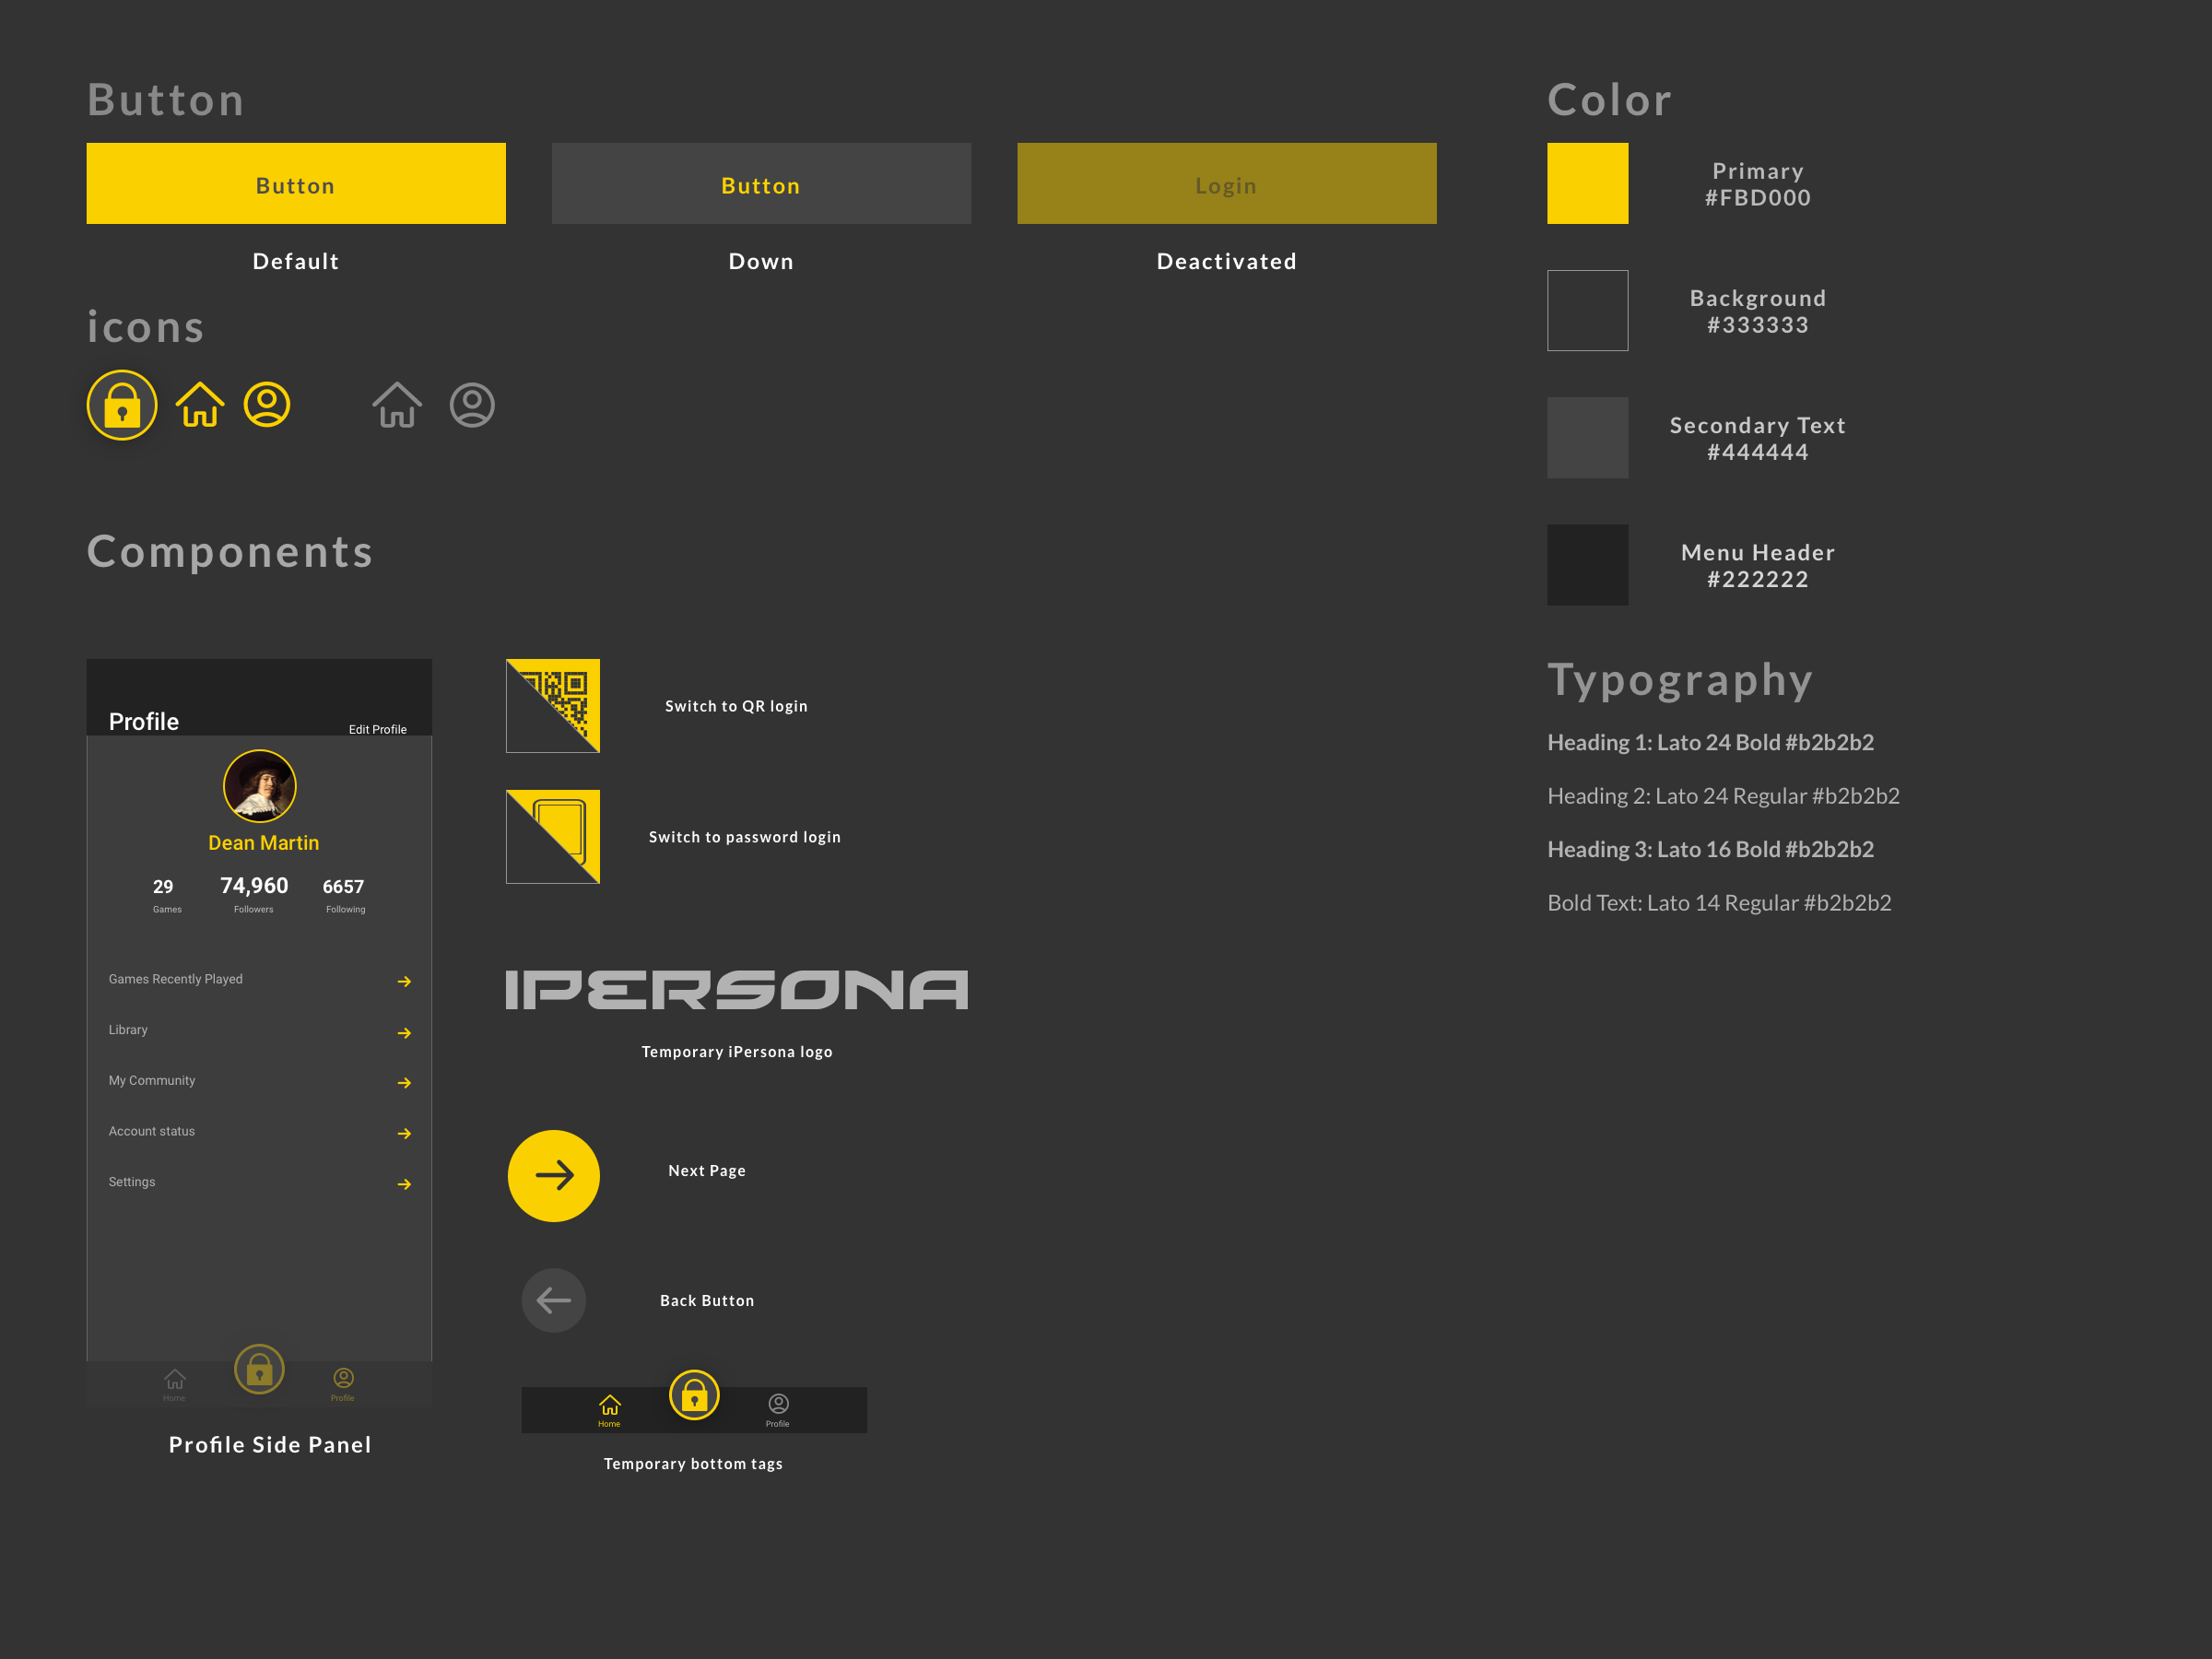 Button
Button
Button
Login
Default
Down
Deactivated
icons
Components
Profile
Edit Profile
Dean Martin
29
74,960
6657
Games
Followers
Following
Games Recently Played
Library
My Community
Account status
Settings
Home
Profile
Profile Side Panel
Switch to QR login
Switch to password login
IPERSONA
Temporary iPersona logo
Next Page
Back Button
Home
Profile
Temporary bottom tags
Color
Primary
#FBD000
Background
#333333
Secondary Text
#444444
Menu Header
#222222
Typography
Heading 1: Lato 24 Bold #b2b2b2
Heading 2: Lato 24 Regular #b2b2b2
Heading 3: Lato 16 Bold #b2b2b2
Bold Text: Lato 14 Regular #b2b2b2